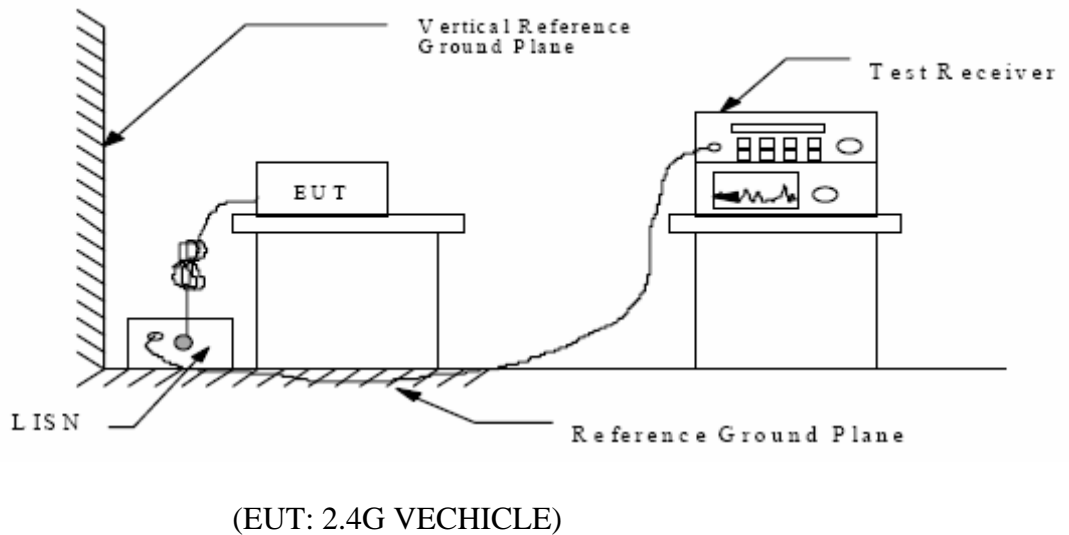 Vertical Reference
Ground Plane
Test Receiver
EUT
LISN
Reference Ground Plane
(EUT: 2.4G VECHICLE)